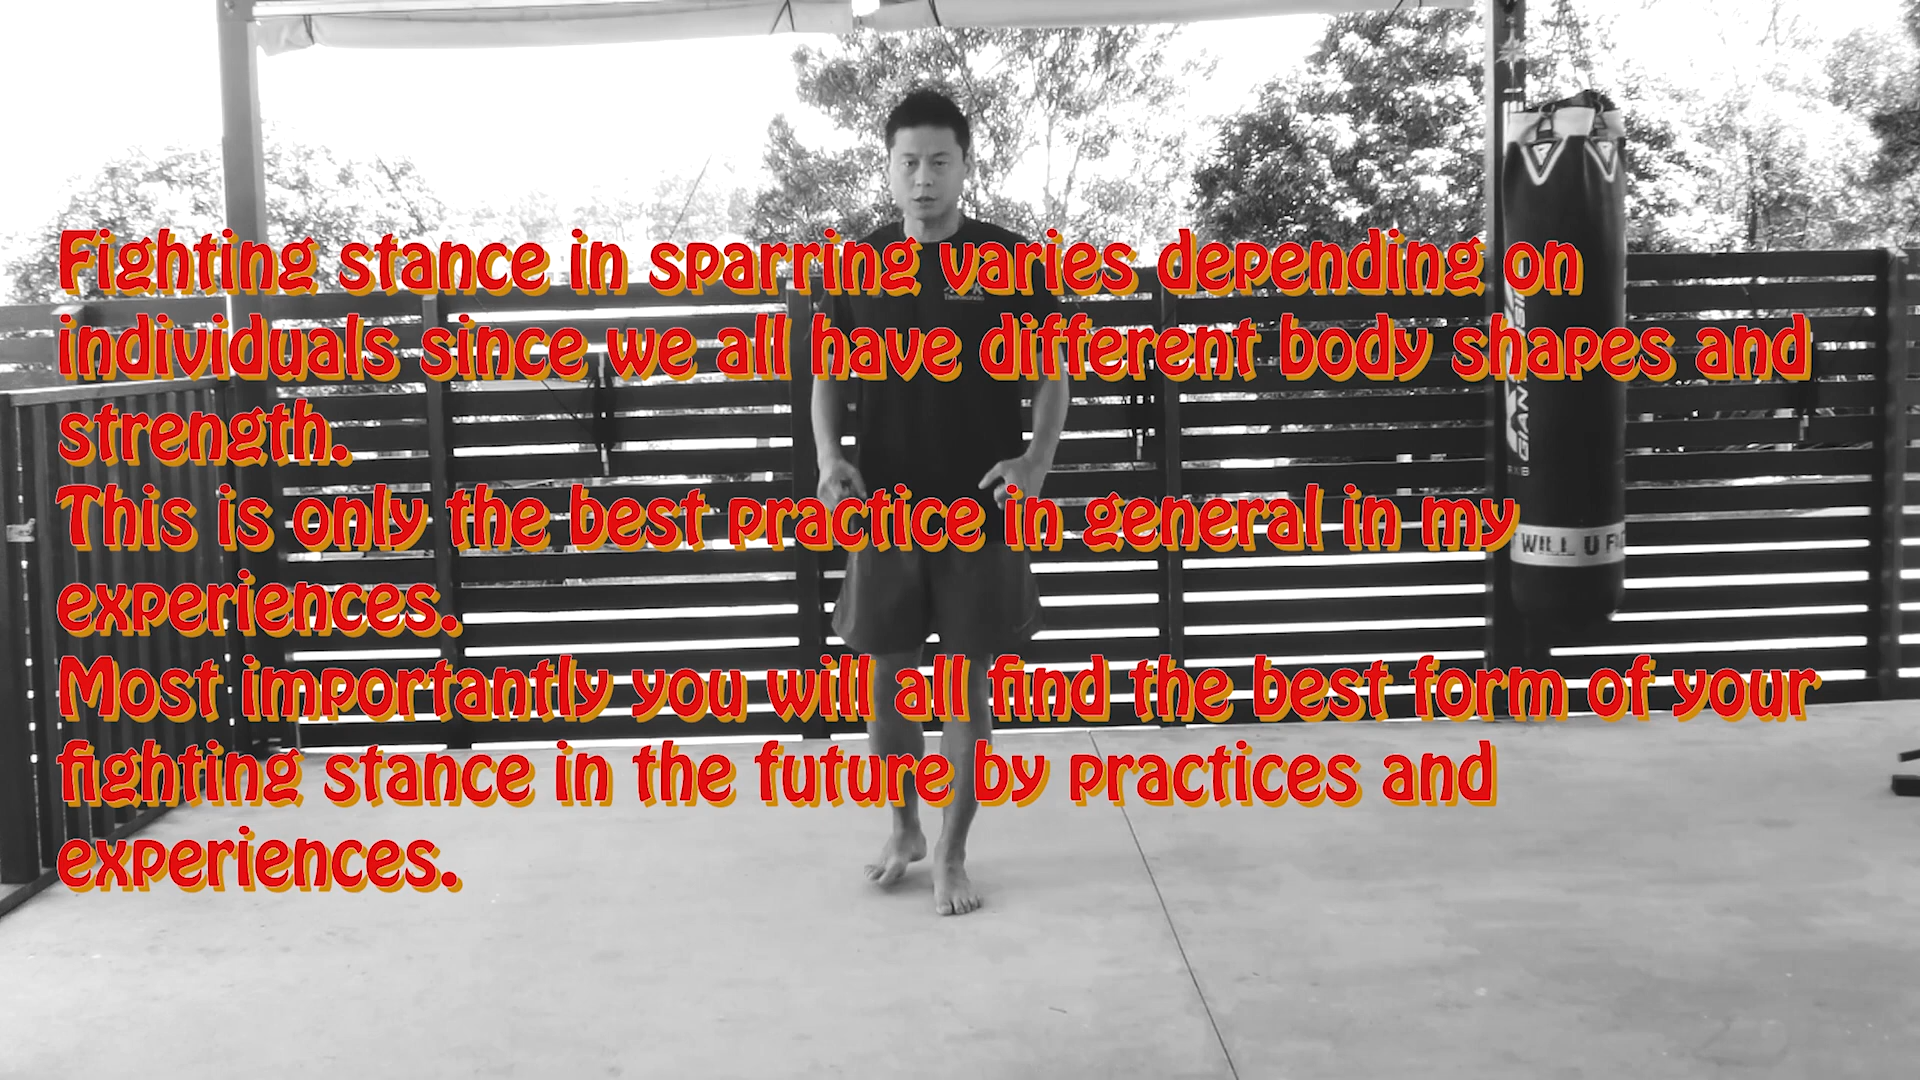 Fighting stance in sparring varies depending on
individuals since we all have different body shapes and
strength.
This is only the best practice in general in my
experiences.
Most importantly you will all find the best form of your
fighting stance in the future by practices and
experiences.
WILL U